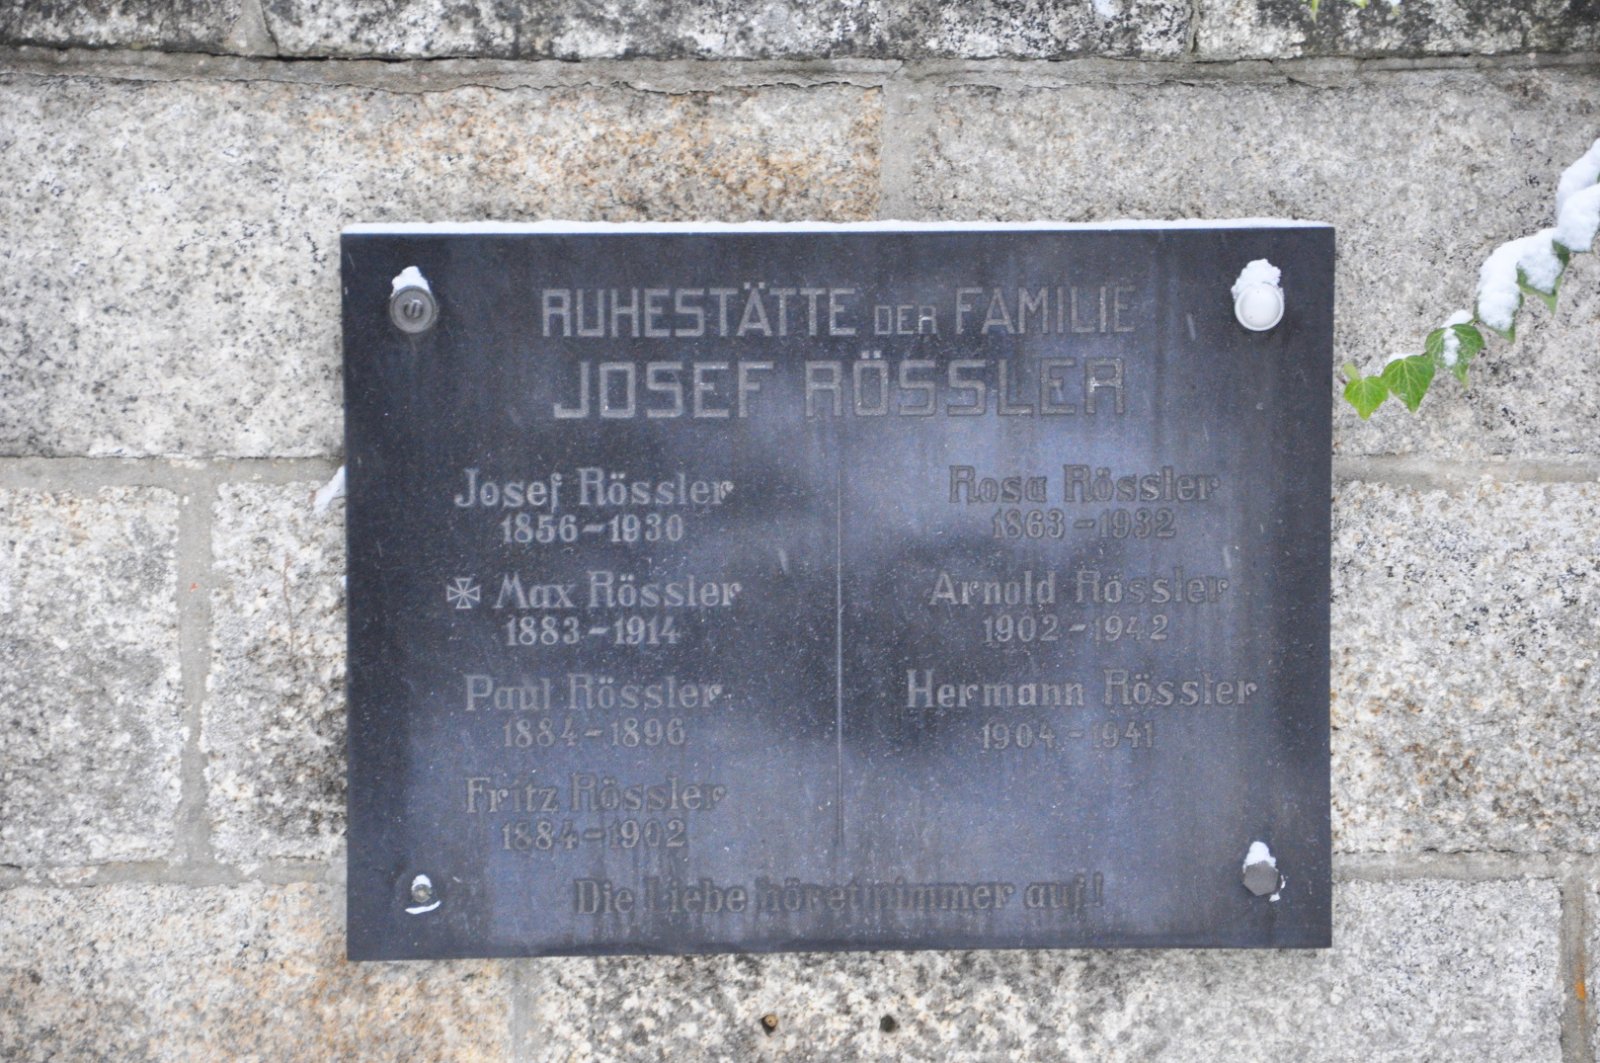 RUHESTÄTTE DER FAMILIE
JOSEF RÖSSLER
Josef Rössler
1856-1930
✠ Max Rössler
1883-1914
Paul Rössler
1884-1896
Fritz Rössler
1884-1902
Rosa Rössler
1863-1932
Arnold Rössler
1902-1942
Hermann Rössler
1904-1941
Die Liebe höret nimmer auf!